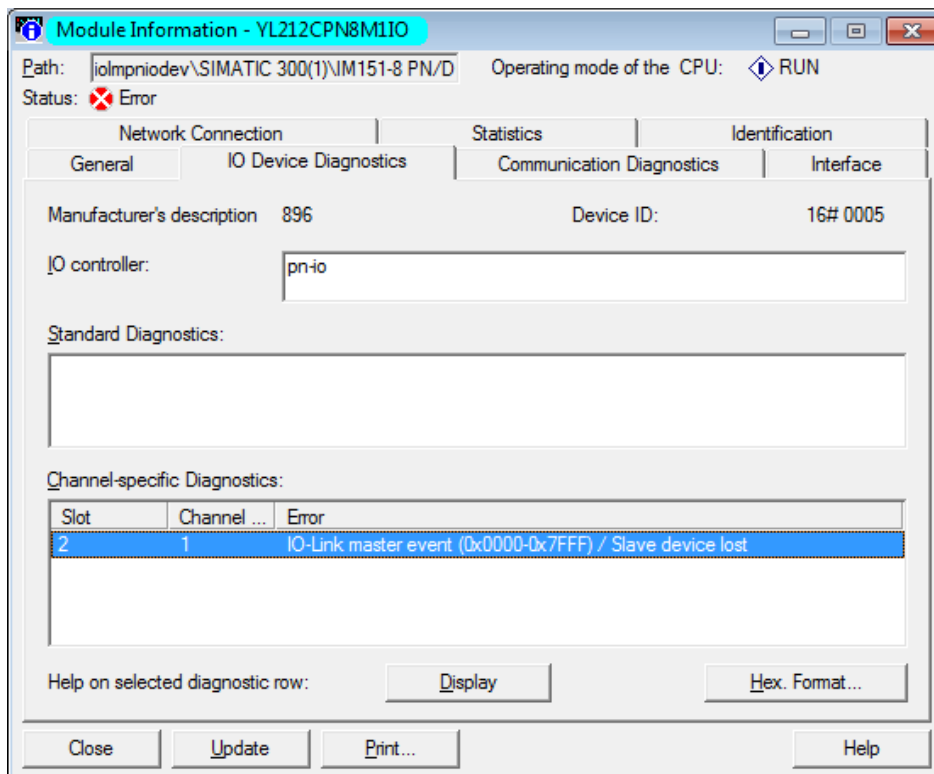 Module Information - YL212CPN8M1IO
Path: iolmpniodev\SIMATIC 300(1)\IM151-8 PN/D Operating mode of the CPU: RUN
Status: Error
Network Connection Statistics Identification
General IO Device Diagnostics Communication Diagnostics Interface
Manufacturer's description 896 Device ID: 16# 0005
IO controller: pn-io
Standard Diagnostics:
Channel-specific Diagnostics:
Slot Channel ... Error
2 1 IO-Link master event (0x0000-0x7FFF) / Slave device lost
Help on selected diagnostic row: Display Hex. Format...
Close Update Print... Help